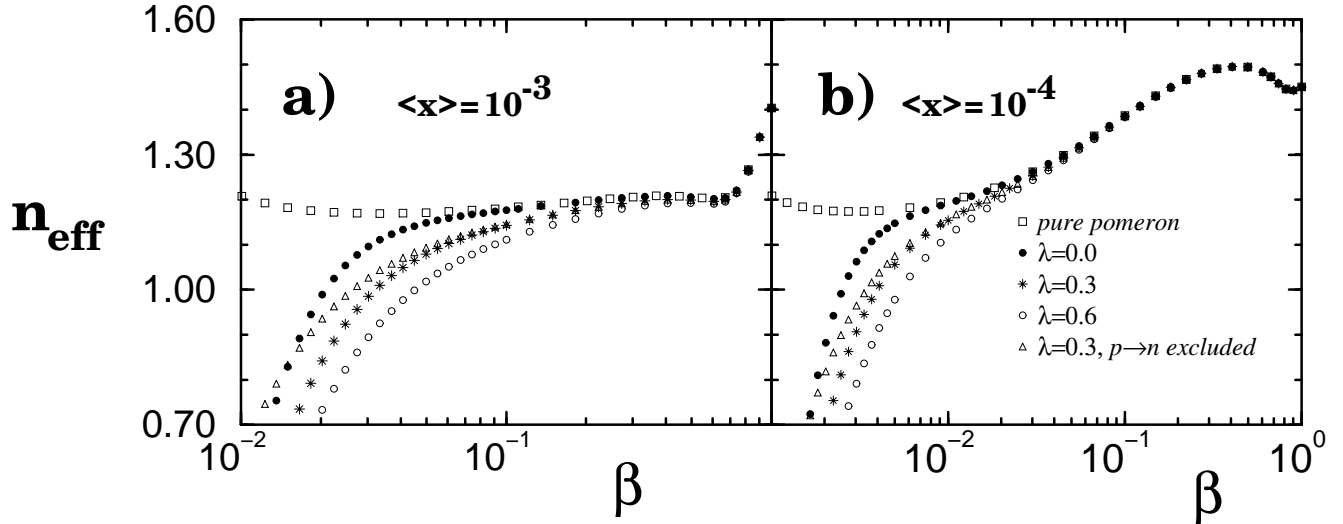 1.60
1.30
1.00
0.70
n_eff
a) <x>=10^-3
b) <x>=10^-4
□ pure pomeron
● λ=0.0
✳ λ=0.3
○ λ=0.6
△ λ=0.3, p→n excluded
10^−2 10^−1 10^−2 10^−1 10^0
β β